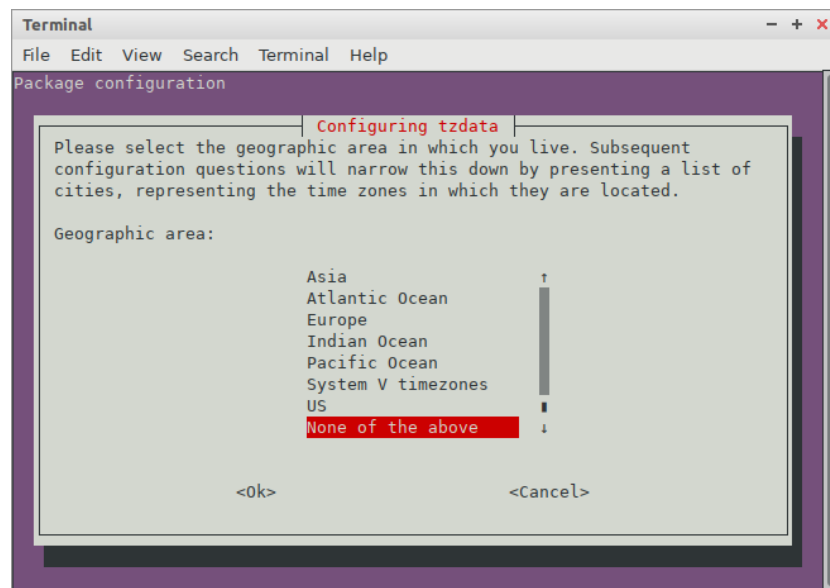 Terminal
File Edit View Search Terminal Help
Package configuration
Configuring tzdata
Please select the geographic area in which you live. Subsequent
configuration questions will narrow this down by presenting a list of
cities, representing the time zones in which they are located.
Geographic area:
Asia
Atlantic Ocean
Europe
Indian Ocean
Pacific Ocean
System V timezones
US
None of the above
<Ok> <Cancel>